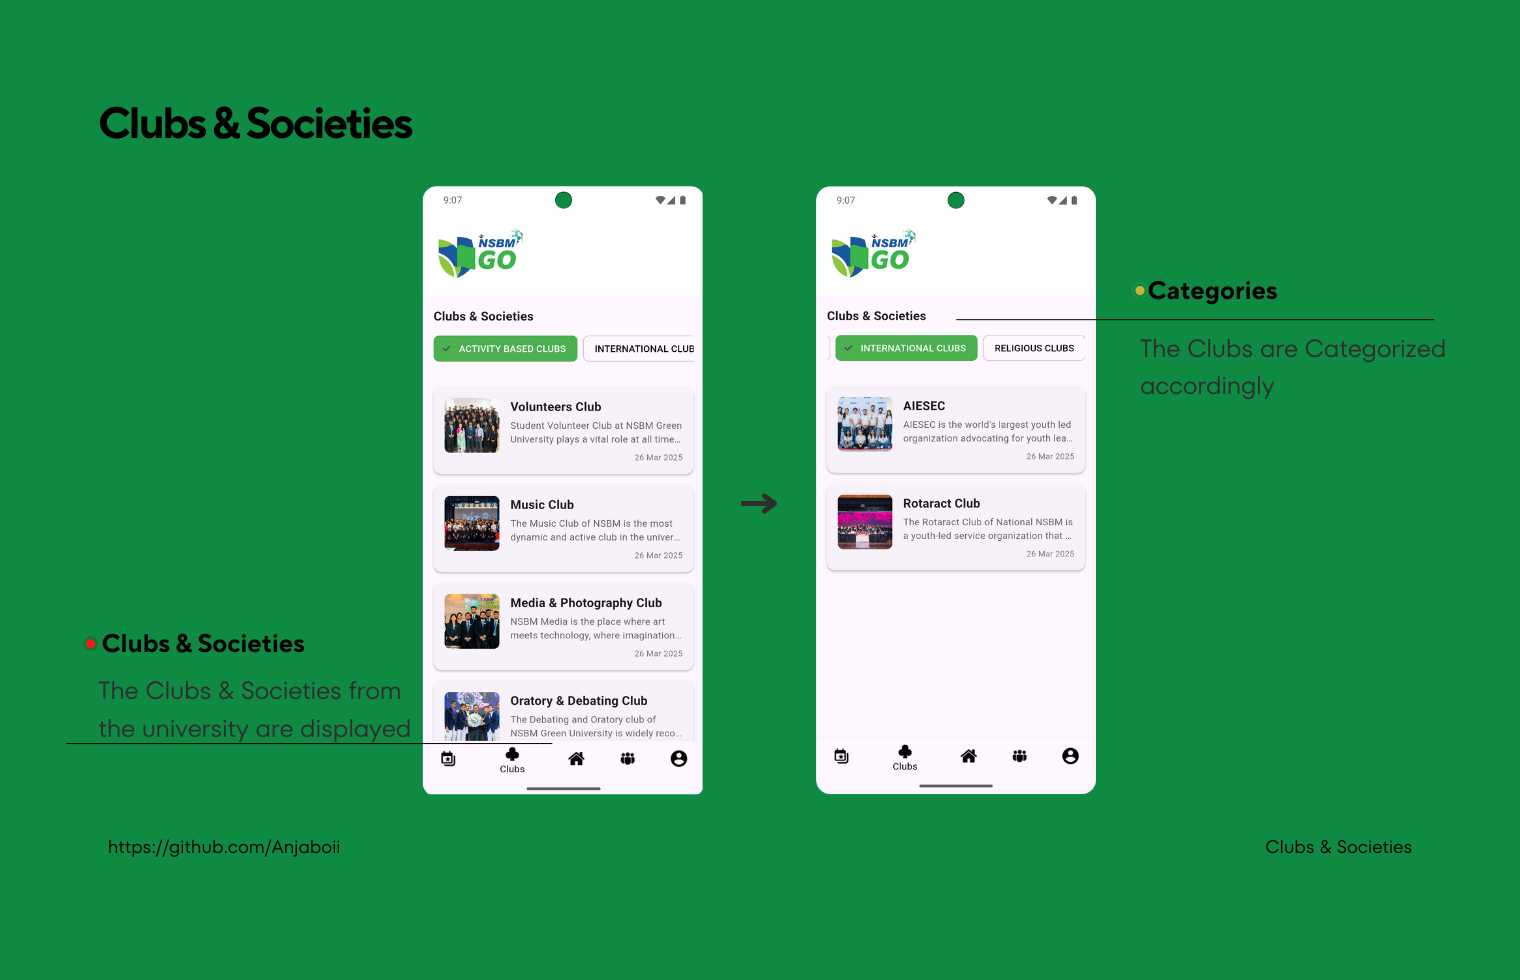 Clubs & Societies
9:07
NSBM
GO
Clubs & Societies
ACTIVITY BASED CLUBS
INTERNATIONAL CLUB
Volunteers Club
Student Volunteer Club at NSBM Green
University plays a vital role at all time...
26 Mar 2025
Music Club
The Music Club of NSBM is the most
dynamic and active club in the univer...
26 Mar 2025
Media & Photography Club
NSBM Media is the place where art
meets technology, where imagination...
26 Mar 2025
Oratory & Debating Club
The Debating and Oratory club of
NSBM Green University is widely reco...
Clubs
9:07
NSBM
GO
Clubs & Societies
INTERNATIONAL CLUBS
RELIGIOUS CLUBS
AIESEC
AIESEC is the world's largest youth led
organization advocating for youth lea...
26 Mar 2025
Rotaract Club
The Rotaract Club of National NSBM is
a youth-led service organization that ...
26 Mar 2025
Clubs
Categories
The Clubs are Categorized
accordingly
Clubs & Societies
The Clubs & Societies from
the university are displayed
https://github.com/Anjaboii
Clubs & Societies